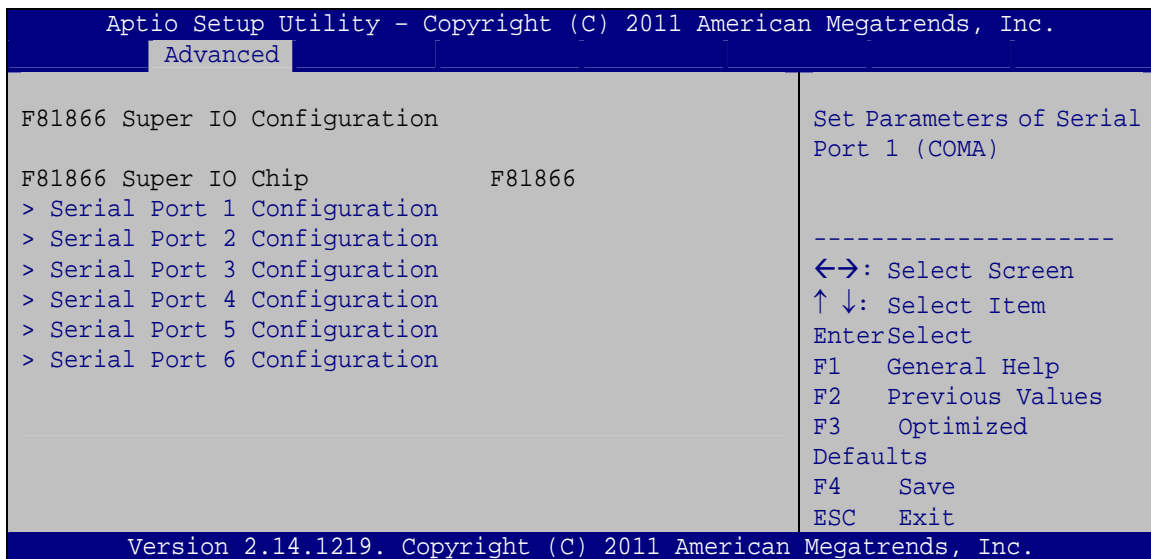 Aptio Setup Utility – Copyright (C) 2011 American Megatrends, Inc.
Advanced
F81866 Super IO Configuration
F81866 Super IO Chip F81866
> Serial Port 1 Configuration
> Serial Port 2 Configuration
> Serial Port 3 Configuration
> Serial Port 4 Configuration
> Serial Port 5 Configuration
> Serial Port 6 Configuration
Set Parameters of Serial
Port 1 (COMA)
---------------------
←→: Select Screen
↑ ↓: Select Item
EnterSelect
F1 General Help
F2 Previous Values
F3 Optimized
Defaults
F4 Save
ESC Exit
Version 2.14.1219. Copyright (C) 2011 American Megatrends, Inc.